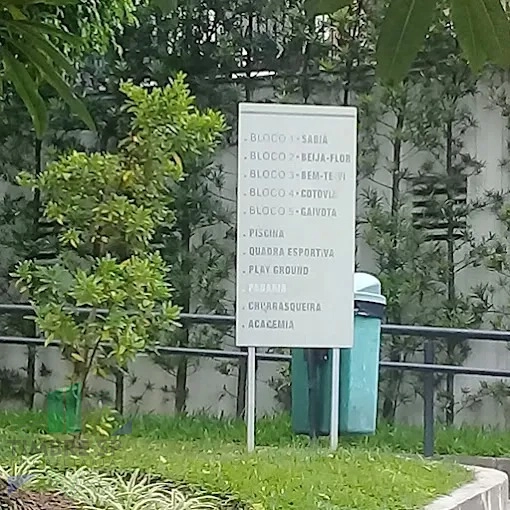 . BLOCO 1 • SABIÁ
. BLOCO 2 • BEIJA-FLOR
. BLOCO 3 • BEM-TE-VI
. BLOCO 4 • COTOVIA
. BLOCO 5 • GAIVOTA
. PISCINA
. QUADRA ESPORTIVA
. PLAY GROUND
. PADARIA
. CHURRASQUEIRA
. ACADEMIA